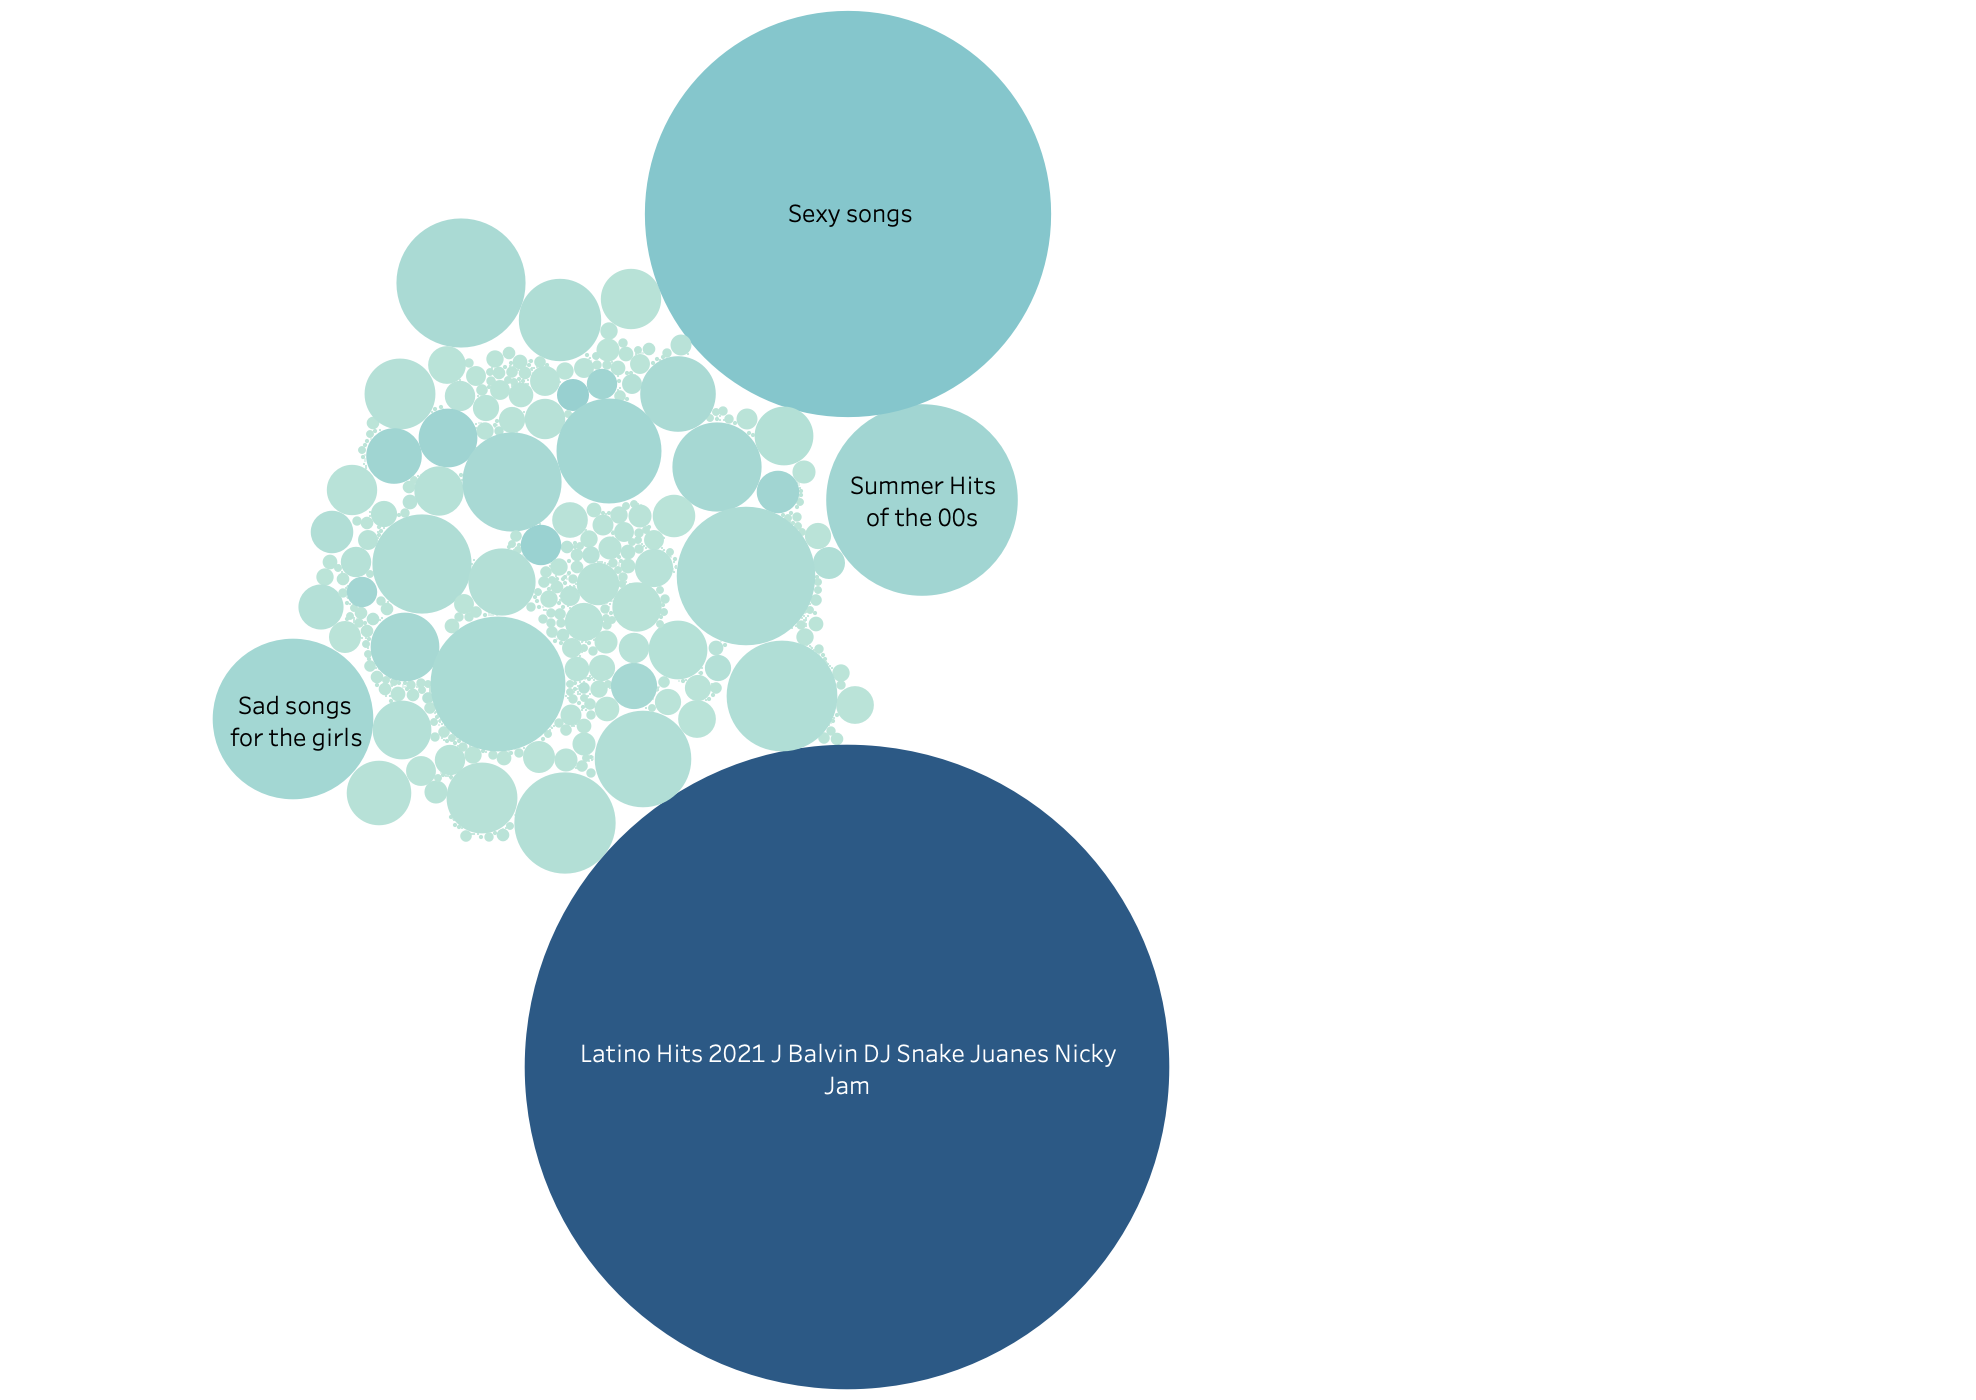 Sexy songs
Summer Hits
of the 00s
Sad songs
for the girls
Latino Hits 2021 J Balvin DJ Snake Juanes Nicky
Jam